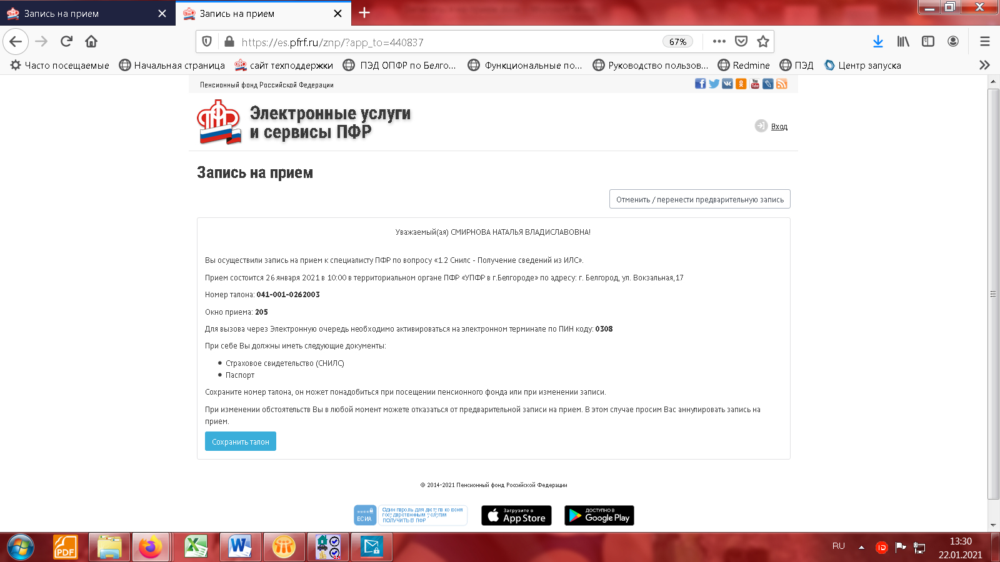 Запись на прием
Запись на прием
https://es.pfrf.ru/znp/?app_to=440837
67%
Часто посещаемые
Начальная страница
сайт техподдержки
ПЭД ОПФР по Белго...
Функциональные по...
Руководство пользов...
Redmine
ПЭД
Центр запуска
Пенсионный фонд Российской Федерации
Электронные услуги
и сервисы ПФР
Вход
Запись на прием
Отменить / перенести предварительную запись
Уважаемый(ая) СМИРНОВА НАТАЛЬЯ ВЛАДИСЛАВОВНА!
Вы осуществили запись на прием к специалисту ПФР по вопросу «1.2 Снилс - Получение сведений из ИЛС».
Прием состоится 26 января 2021 в 10:00 в территориальном органе ПФР «УПФР в г.Белгороде» по адресу: г. Белгород, ул. Вокзальная,17
Номер талона: 041-001-0262003
Окно приема: 205
Для вызова через Электронную очередь необходимо активироваться на электронном терминале по ПИН коду: 0308
При себе Вы должны иметь следующие документы:
Страховое свидетельство (СНИЛС)
Паспорт
Сохраните номер талона, он может понадобиться при посещении пенсионного фонда или при изменении записи.
При изменении обстоятельств Вы в любой момент можете отказаться от предварительной записи на прием. В этом случае просим Вас аннулировать запись на
прием.
Сохранить талон
© 2014-2021 Пенсионный фонд Российской Федерации
ЕСИА
Один пароль для доступа ко всем
государственным услугам
ПОЛУЧИТЬ В ПФР
Загрузите в
App Store
ДОСТУПНО В
Google Play
PDF
RU
13:30
22.01.2021